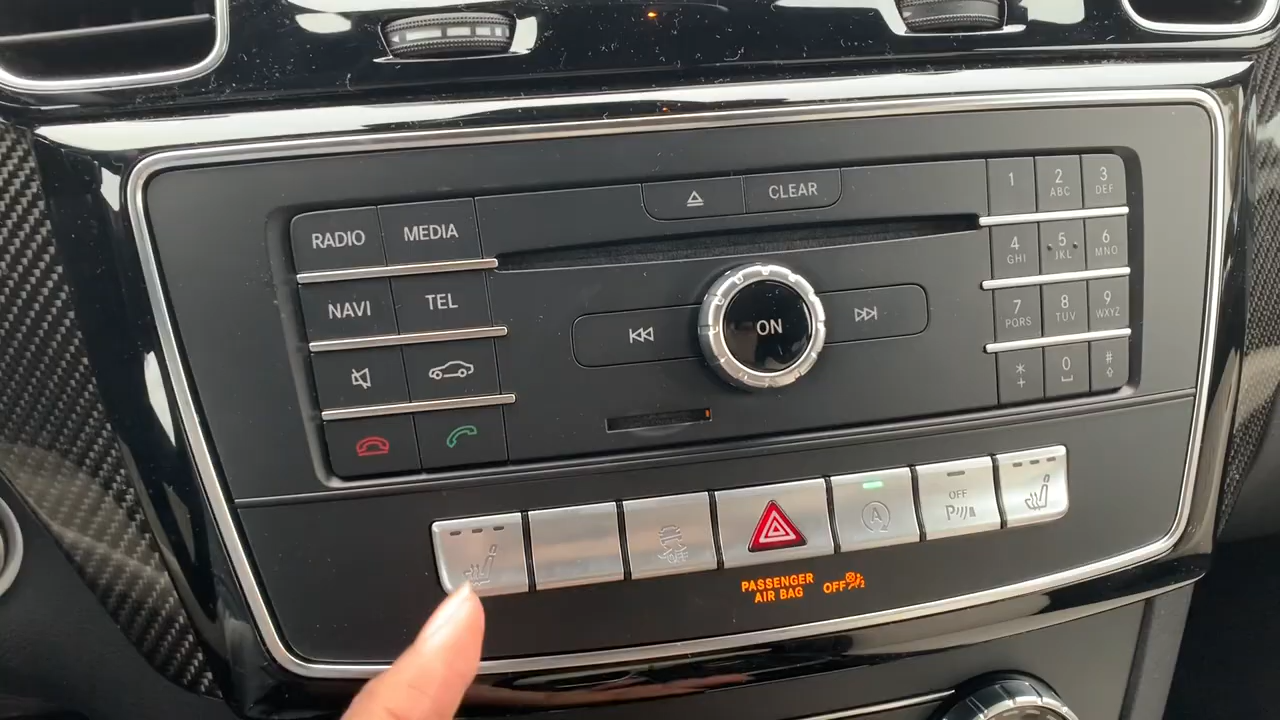 CLEAR
1
2
ABC
3
DEF
RADIO
MEDIA
4
GHI
5
JKL
6
MNO
NAVI
TEL
ON
7
PQRS
8
TUV
9
WXYZ
*
+
0
#
OFF
A
OFF
P
PASSENGER
AIR BAG
OFF